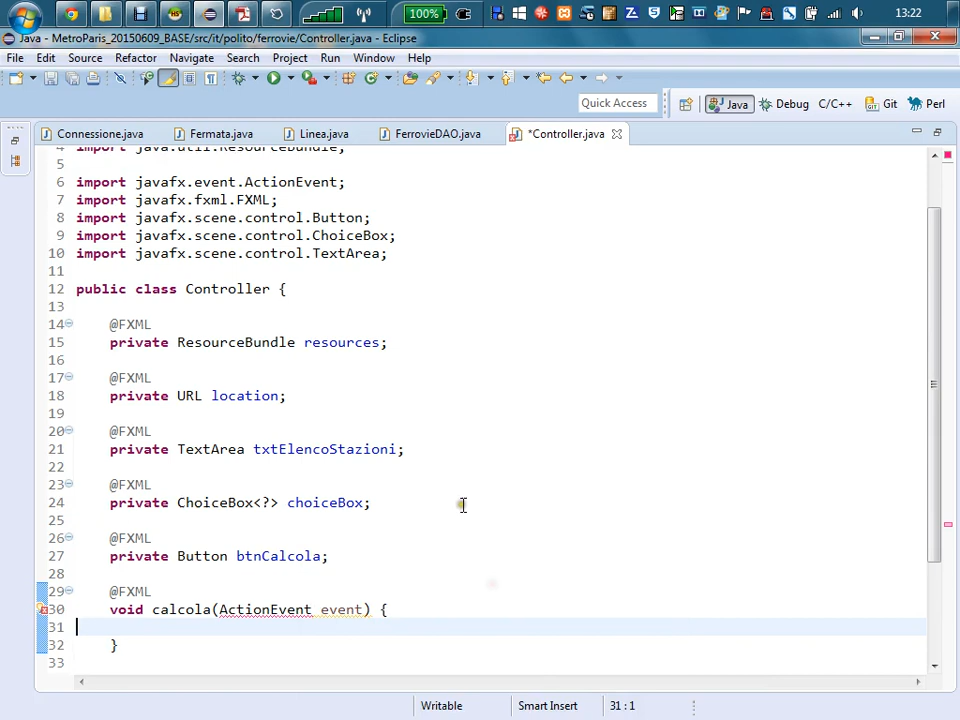 100%
13:22
Java - MetroParis_20150609_BASE/src/it/polito/ferrovie/Controller.java - Eclipse
File Edit Source Refactor Navigate Search Project Run Window Help
Quick Access Java Debug C/C++ Git Perl
Connessione.java Fermata.java Linea.java FerrovieDAO.java *Controller.java
4 import java.util.ResourceBundle;
5
6 import javafx.event.ActionEvent;
7 import javafx.fxml.FXML;
8 import javafx.scene.control.Button;
9 import javafx.scene.control.ChoiceBox;
10 import javafx.scene.control.TextArea;
11
12 public class Controller {
13
14 @FXML
15 private ResourceBundle resources;
16
17 @FXML
18 private URL location;
19
20 @FXML
21 private TextArea txtElencoStazioni;
22
23 @FXML
24 private ChoiceBox<?> choiceBox;
25
26 @FXML
27 private Button btnCalcola;
28
29 @FXML
30 void calcola(ActionEvent event) {
31
32 }
33
Writable Smart Insert 31 : 1